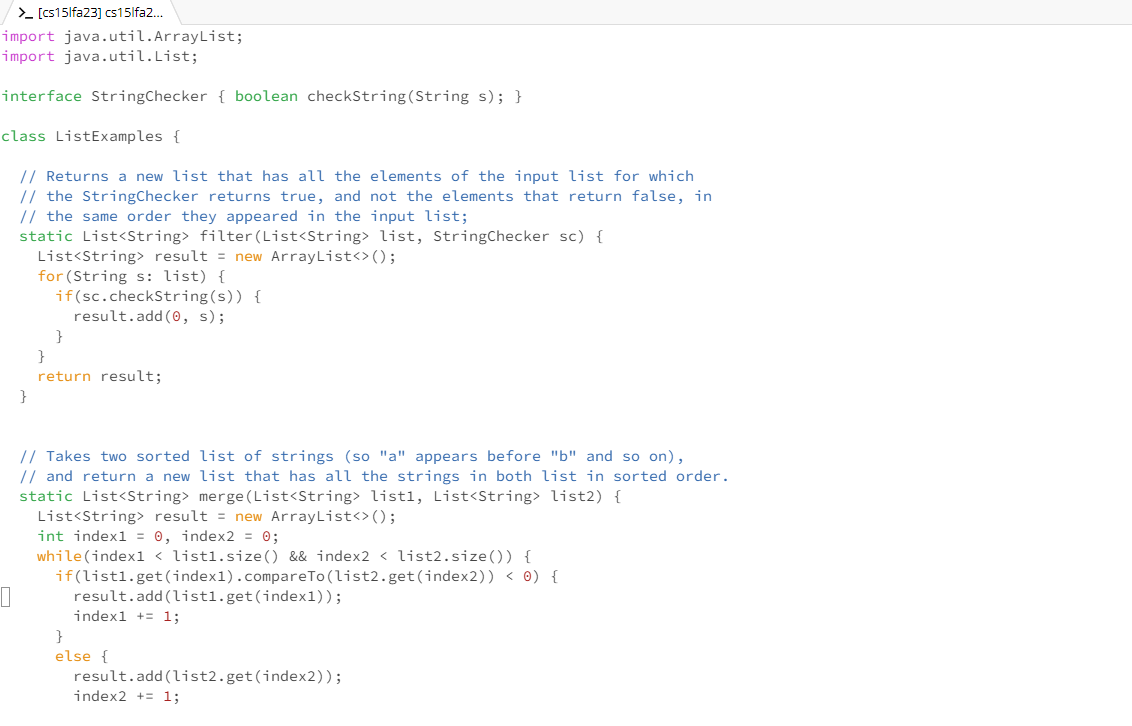 >_ [cs15lfa23] cs15lfa2...
import java.util.ArrayList;
import java.util.List;

interface StringChecker { boolean checkString(String s); }

class ListExamples {

  // Returns a new list that has all the elements of the input list for which
  // the StringChecker returns true, and not the elements that return false, in
  // the same order they appeared in the input list;
  static List<String> filter(List<String> list, StringChecker sc) {
    List<String> result = new ArrayList<>();
    for(String s: list) {
      if(sc.checkString(s)) {
        result.add(0, s);
      }
    }
    return result;
  }


  // Takes two sorted list of strings (so "a" appears before "b" and so on),
  // and return a new list that has all the strings in both list in sorted order.
  static List<String> merge(List<String> list1, List<String> list2) {
    List<String> result = new ArrayList<>();
    int index1 = 0, index2 = 0;
    while(index1 < list1.size() && index2 < list2.size()) {
      if(list1.get(index1).compareTo(list2.get(index2)) < 0) {
        result.add(list1.get(index1));
        index1 += 1;
      }
      else {
        result.add(list2.get(index2));
        index2 += 1;